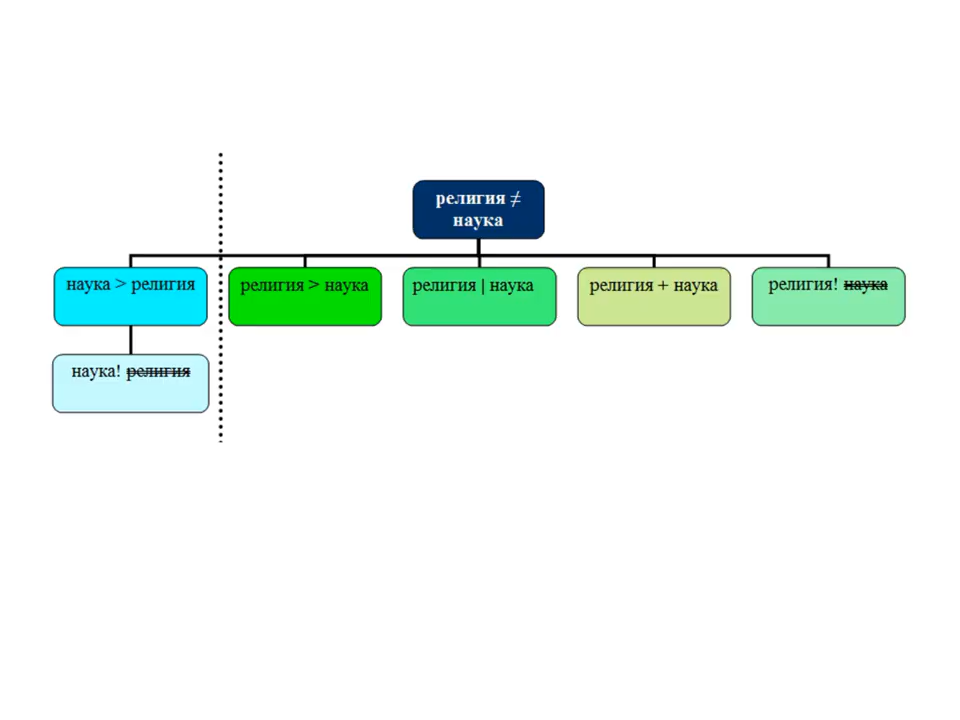 религия ≠
наука
наука > религия
религия > наука
религия | наука
религия + наука
религия! наука
наука! религия